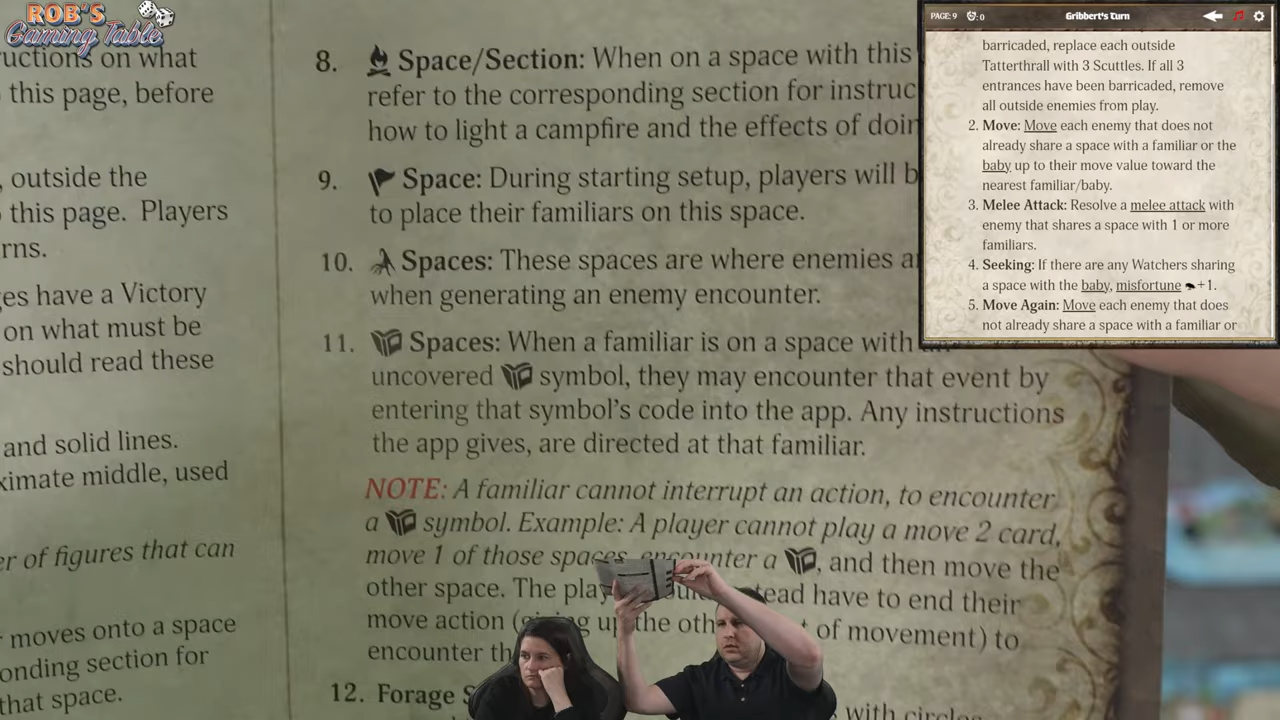 ROB'S
Gaming Table
ructions on what
this page, before
, outside the
this page. Players
rns.
ges have a Victory
on what must be
should read these
and solid lines.
ximate middle, used
er of figures that can
moves onto a space
onding section for
that space.
8. Space/Section: When on a space with this
refer to the corresponding section for instruc
how to light a campfire and the effects of doin
9. Space: During starting setup, players will b
to place their familiars on this space.
10. Spaces: These spaces are where enemies a
when generating an enemy encounter.
11. Spaces: When a familiar is on a space with
uncovered symbol, they may encounter that event by
entering that symbol's code into the app. Any instructions
the app gives, are directed at that familiar.
NOTE: A familiar cannot interrupt an action, to encounter
a symbol. Example: A player cannot play a move 2 card,
move 1 of those spaces, encounter a , and then move the
other space. The play ead have to end their
move action ( g up the oth of movement) to
encounter th
12. Forage S with circles
PAGE: 9 : 0 Gribbert's Turn
barricaded, replace each outside
Tatterthrall with 3 Scuttles. If all 3
entrances have been barricaded, remove
all outside enemies from play.
2. Move: Move each enemy that does not
already share a space with a familiar or the
baby up to their move value toward the
nearest familiar/baby.
3. Melee Attack: Resolve a melee attack with
enemy that shares a space with 1 or more
familiars.
4. Seeking: If there are any Watchers sharing
a space with the baby, misfortune +1.
5. Move Again: Move each enemy that does
not already share a space with a familiar or